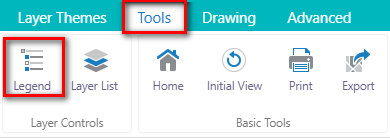 Layer Themes Tools Drawing Advanced
Legend Layer List Home Initial View Print Export
Layer Controls Basic Tools